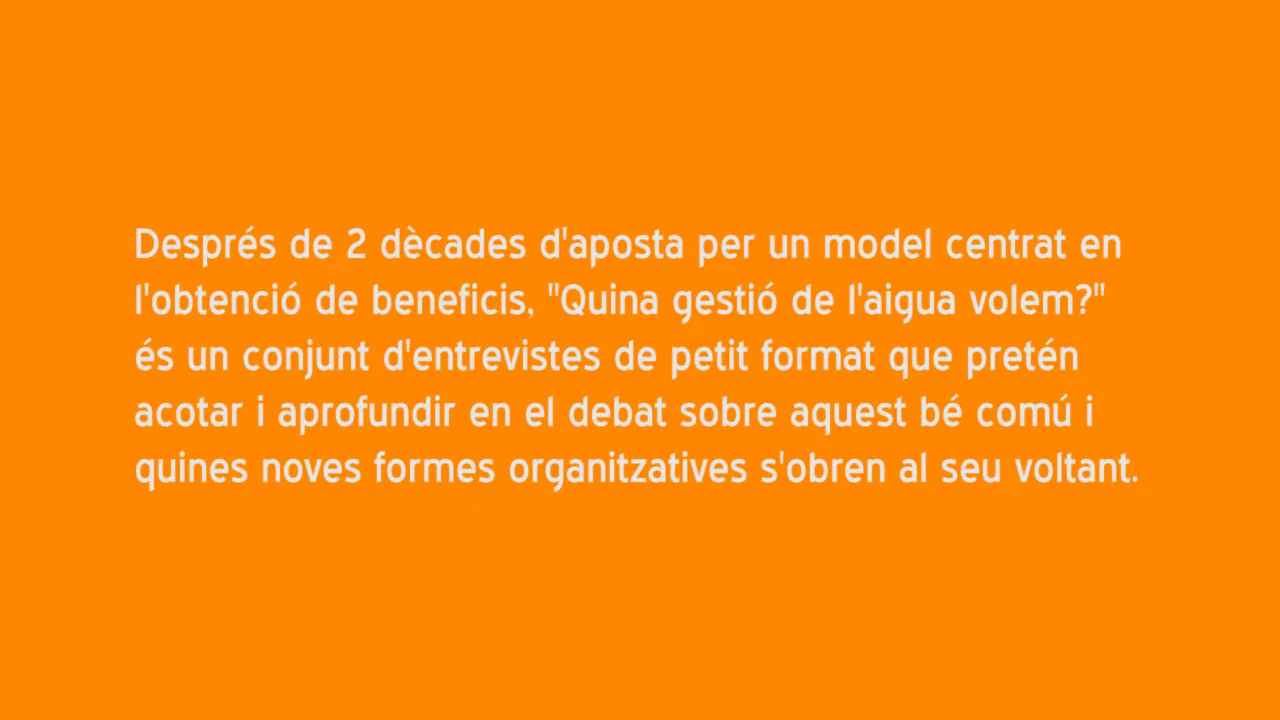 Després de 2 dècades d'aposta per un model centrat en
l'obtenció de beneficis, "Quina gestió de l'aigua volem?"
és un conjunt d'entrevistes de petit format que pretén
acotar i aprofundir en el debat sobre aquest bé comú i
quines noves formes organitzatives s'obren al seu voltant.